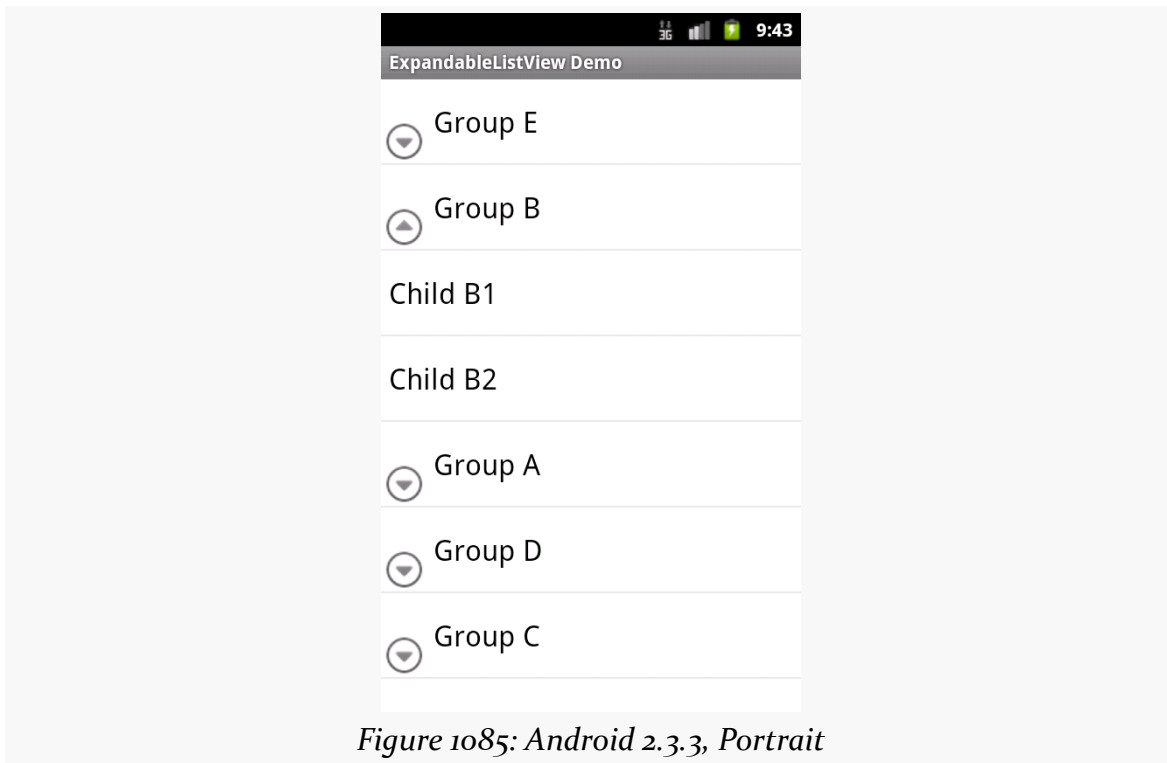 3G 9:43
ExpandableListView Demo
Group E
Group B
Child B1
Child B2
Group A
Group D
Group C
Figure 1085: Android 2.3.3, Portrait